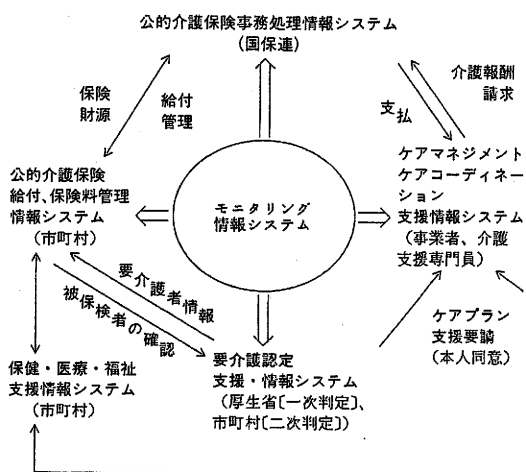 公的介護保険事務処理情報システム
(国保連)
保険
財源
給付
管理
介護報酬
請求
支払
公的介護保険
給付、保険料管理
情報システム
(市町村)
モニタリング
情報システム
ケアマネジメント
ケアコーディネー
ション
支援情報システム
(事業者、介護
支援専門員)
要介護者情報
被保検者の確認
ケアプラン
支援要請
(本人同意)
保健・医療・福祉
支援情報システム
(市町村)
要介護認定
支援・情報システム
(厚生省〔一次判定〕、
市町村〔二次判定〕)